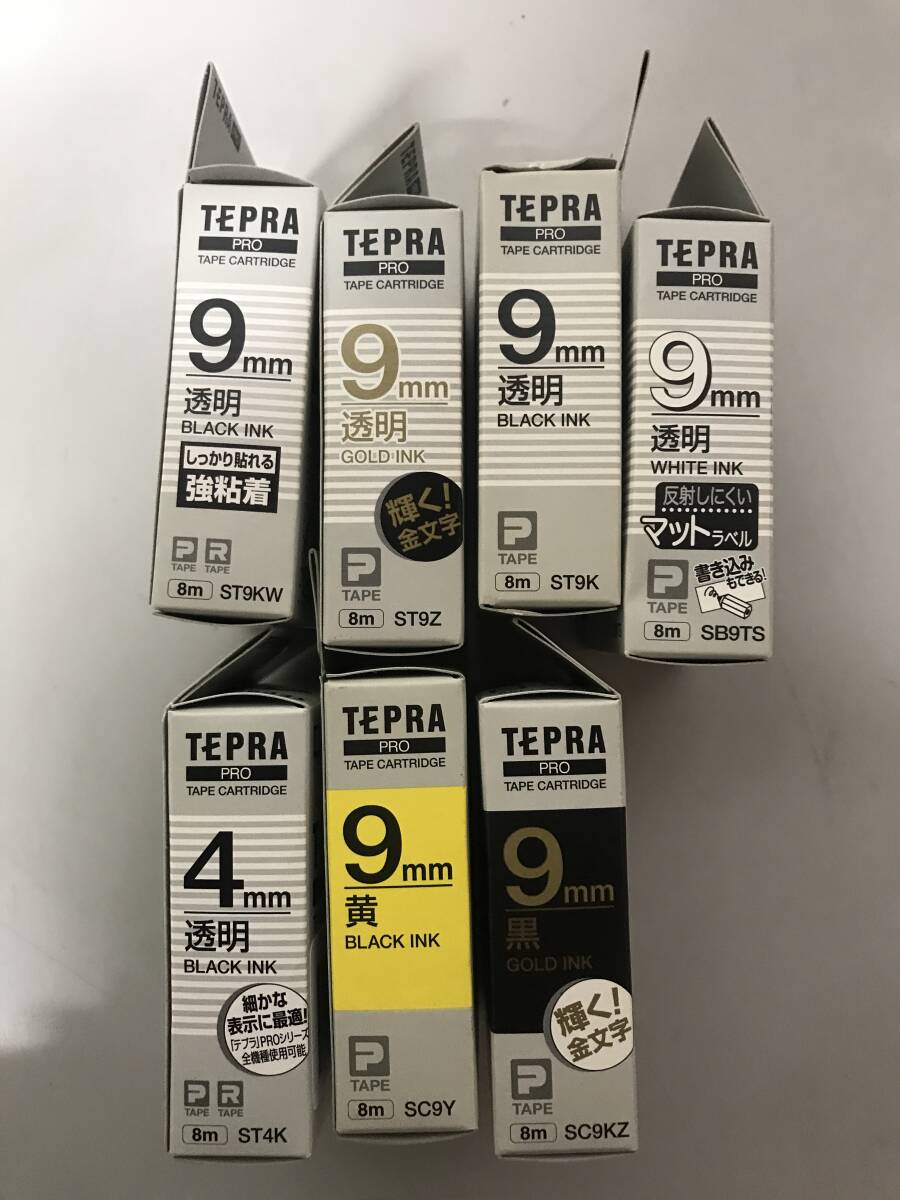 TEPRA
TEPRA
PRO
TAPE CARTRIDGE
9mm
透明
BLACK INK
しっかり貼れる
強粘着
P R
TAPE TAPE
8m ST9KW
TEPRA
TEPRA
PRO
TAPE CARTRIDGE
9mm
透明
GOLD INK
輝く!
金文字
P
TAPE
8m ST9Z
TEPRA
PRO
TAPE CARTRIDGE
9mm
透明
BLACK INK
P
TAPE
8m ST9K
TEPRA
PRO
TAPE CARTRIDGE
9mm
透明
WHITE INK
反射しにくい
マットラベル
書き込み
もできる!
P
TAPE
8m SB9TS
TEPRA
PRO
TAPE CARTRIDGE
4mm
透明
BLACK INK
細かな
表示に最適!
「テプラ」PROシリーズ
全機種使用可能
P R
TAPE TAPE
8m ST4K
TEPRA
PRO
TAPE CARTRIDGE
9mm
黄
BLACK INK
P
TAPE
8m SC9Y
TEPRA
PRO
TAPE CARTRIDGE
9mm
黒
GOLD INK
輝く!
金文字
P
TAPE
8m SC9KZ